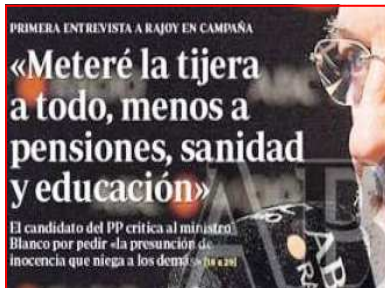 PRIMERA ENTREVISTA A RAJOY EN CAMPAÑA
«Meteré la tijera
a todo, menos a
pensiones, sanidad
y educación»
El candidato del PP critica al ministro
Blanco por pedir «la presunción de
inocencia que niega a los demás»